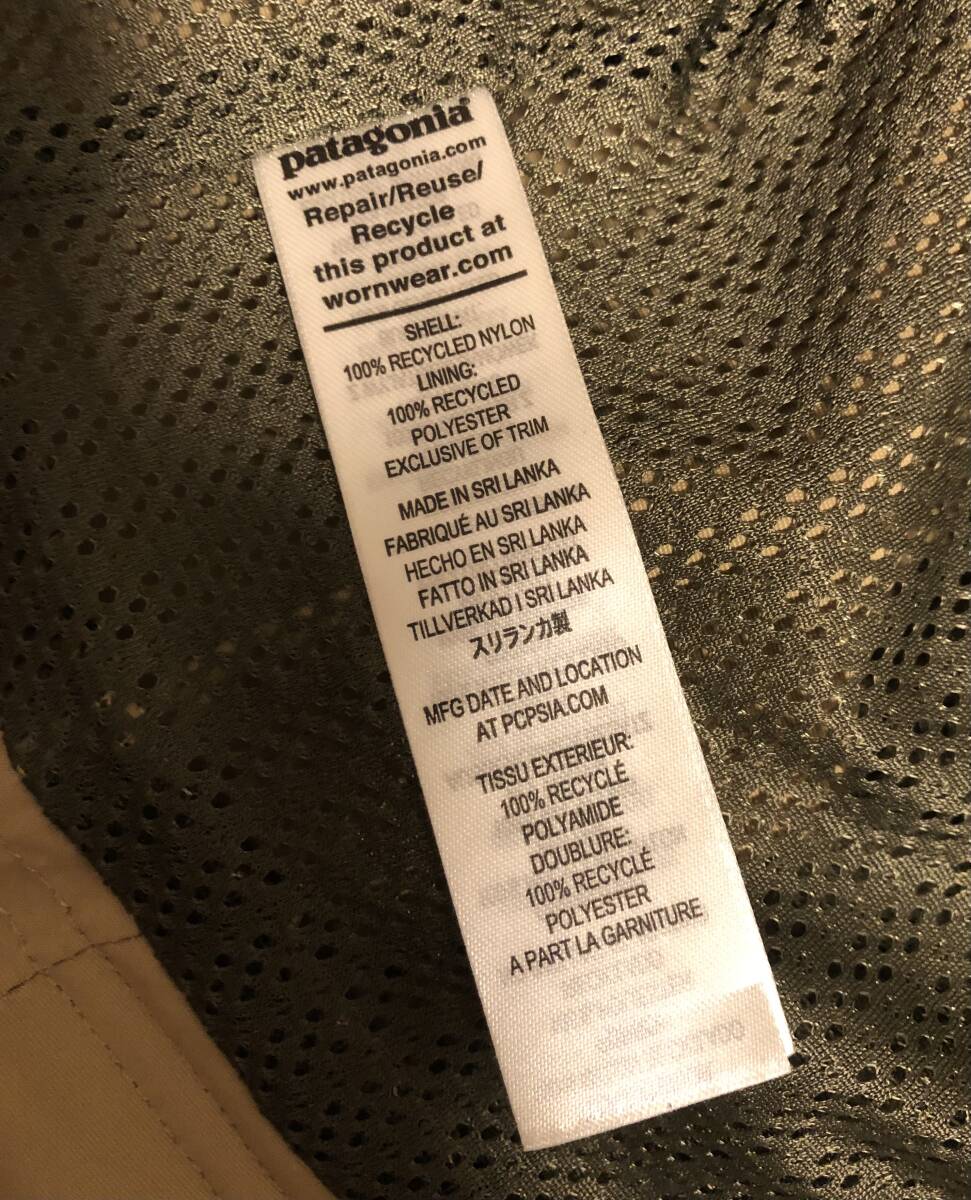 patagonia®
www.patagonia.com
Repair/Reuse/
Recycle
this product at
wornwear.com
SHELL:
100% RECYCLED NYLON
LINING:
100% RECYCLED
POLYESTER
EXCLUSIVE OF TRIM
MADE IN SRI LANKA
FABRIQUÉ AU SRI LANKA
HECHO EN SRI LANKA
FATTO IN SRI LANKA
TILLVERKAD I SRI LANKA
スリランカ製
MFG DATE AND LOCATION
AT PCPSIA.COM
TISSU EXTERIEUR:
100% RECYCLÉ
POLYAMIDE
DOUBLURE:
100% RECYCLÉ
POLYESTER
A PART LA GARNITURE